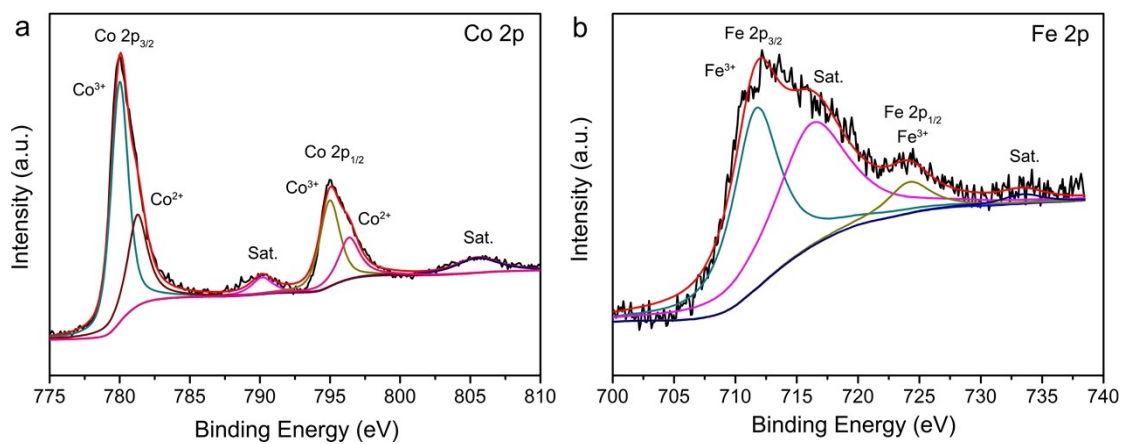 a
Co 2p
Co 2p3/2
Co³⁺
Co²⁺
Sat.
Co 2p1/2
Co³⁺
Co²⁺
Sat.
Intensity (a.u.)
775 780 785 790 795 800 805 810
Binding Energy (eV)
b
Fe 2p
Fe 2p3/2
Fe³⁺
Sat.
Fe 2p1/2
Fe³⁺
Sat.
Intensity (a.u.)
700 705 710 715 720 725 730 735 740
Binding Energy (eV)